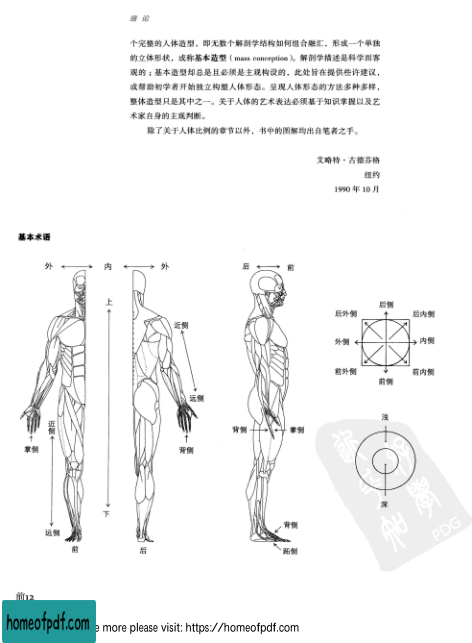 绪 论
个完整的人体造型，即无数个解剖学结构如何组合融汇，形成一个单独
的立体形状，或称基本造型（mass conception）。解剖学描述是科学而客
观的；基本造型却总是且必须是主观构设的，此处旨在提供些许建议，
或帮助初学者开始独立构塑人体形态。呈现人体形态的方法多种多样，
整体造型只是其中之一。关于人体的艺术表达必须基于知识掌握以及艺
术家自身的主观判断。
除了关于人体比例的章节以外，书中的图解均出自笔者之手。
艾略特·古德芬格
纽约
1990 年 10 月
基本术语
外 内 外
后 前
上
近侧
远侧
掌侧
近侧
背侧
远侧
下
前
后
背侧
掌侧
背侧
跖侧
后侧
后外侧
后内侧
外侧
内侧
前外侧
前内侧
前侧
浅
深
PDG
前12
homeofpdf.com
e more please visit: https://homeofpdf.com